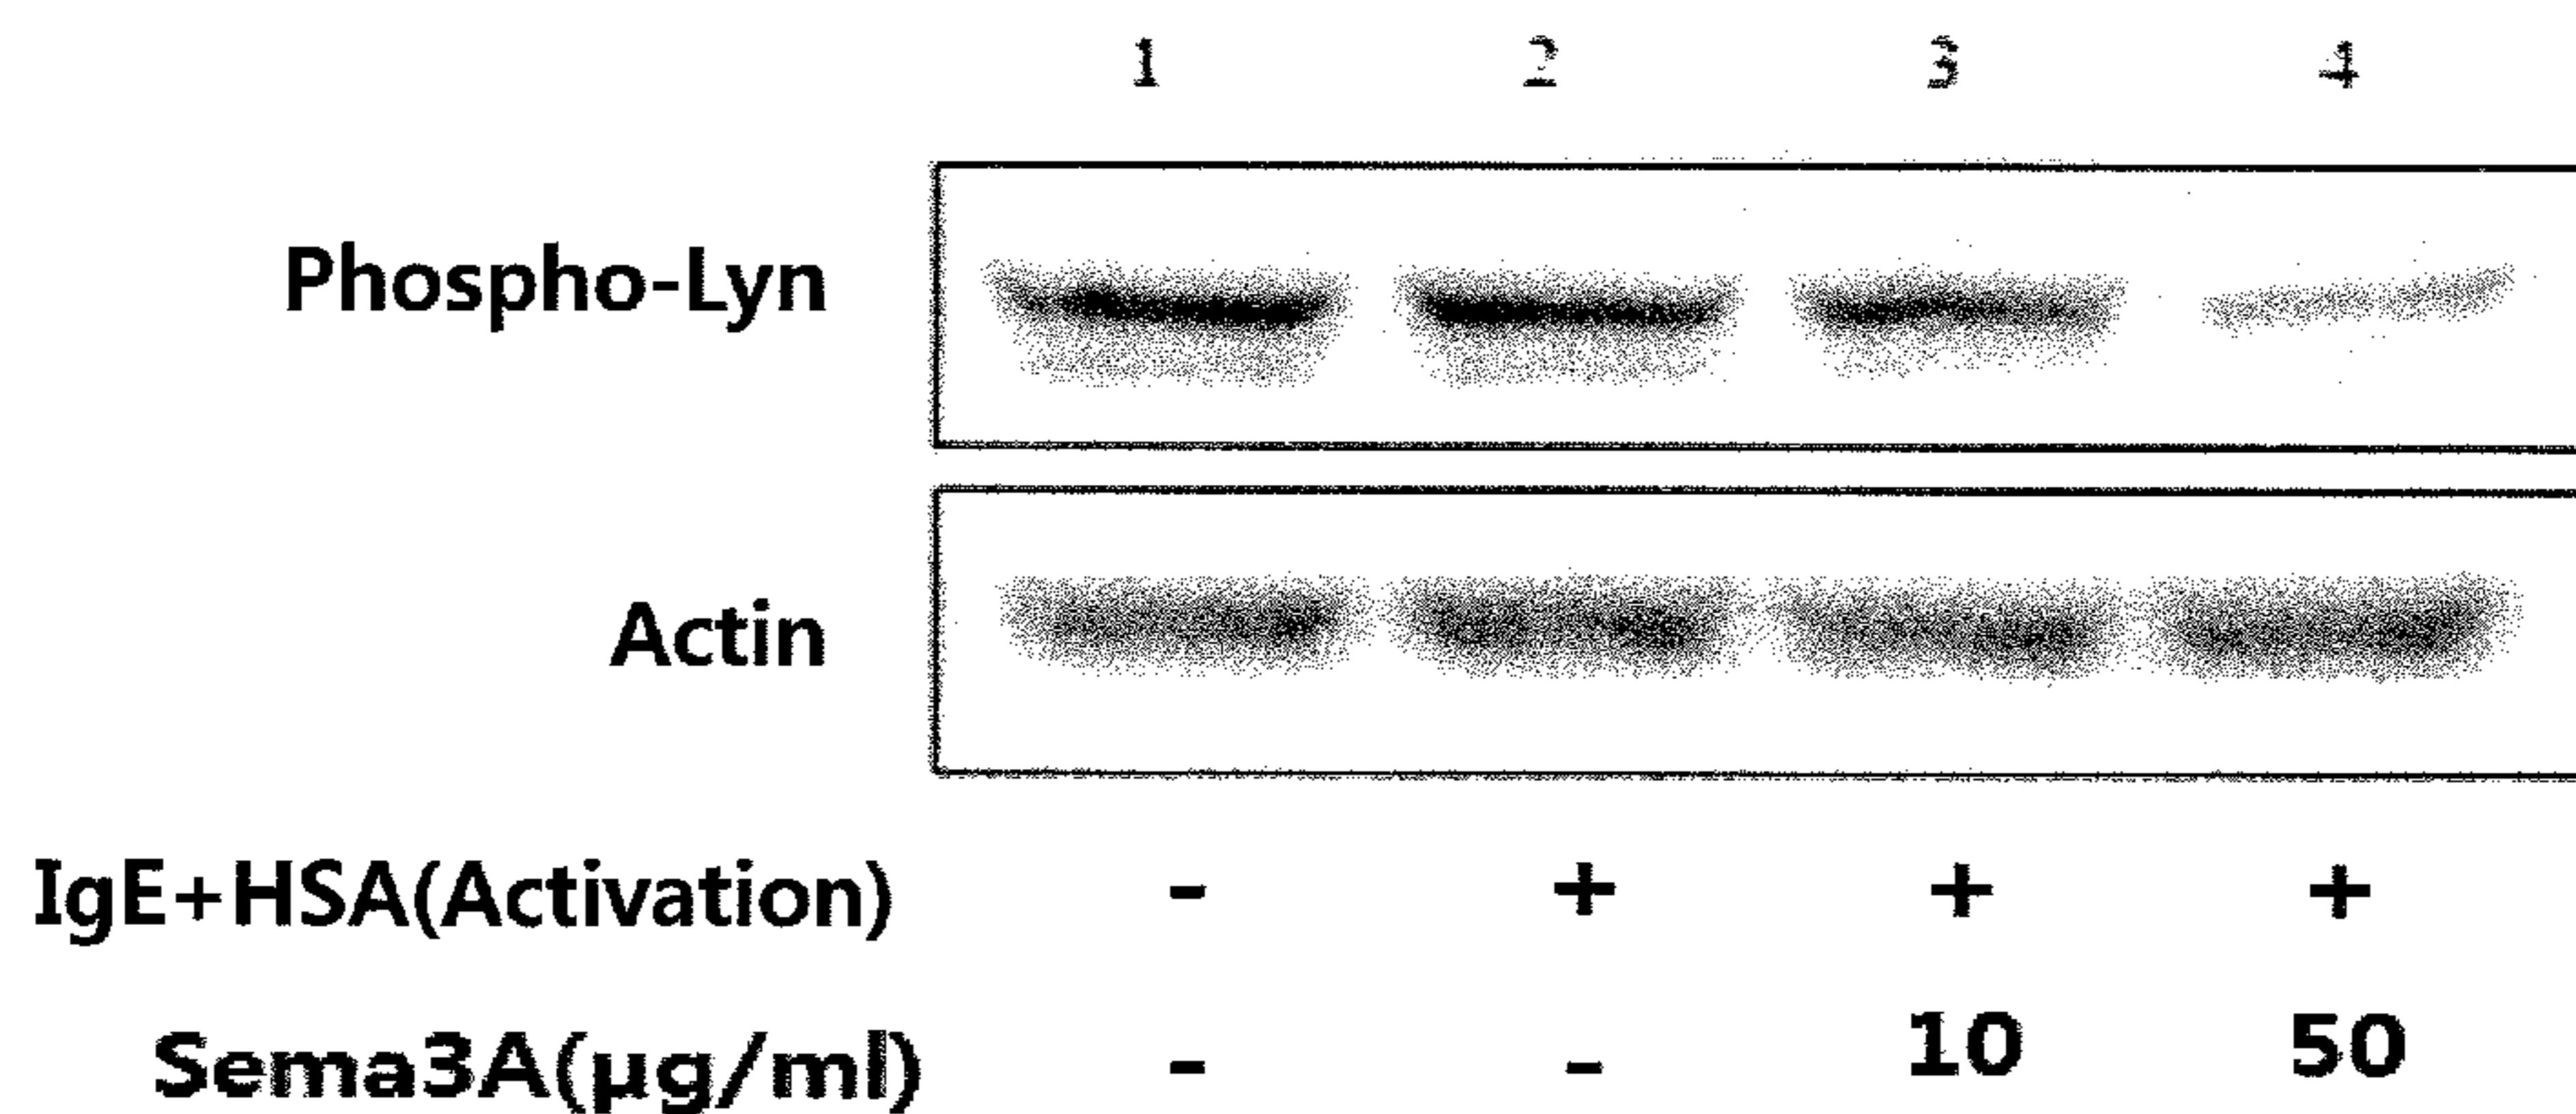 1 2 3 4
Phospho-Lyn
Actin
IgE+HSA(Activation) - + + +
Sema3A(μg/ml) - - 10 50